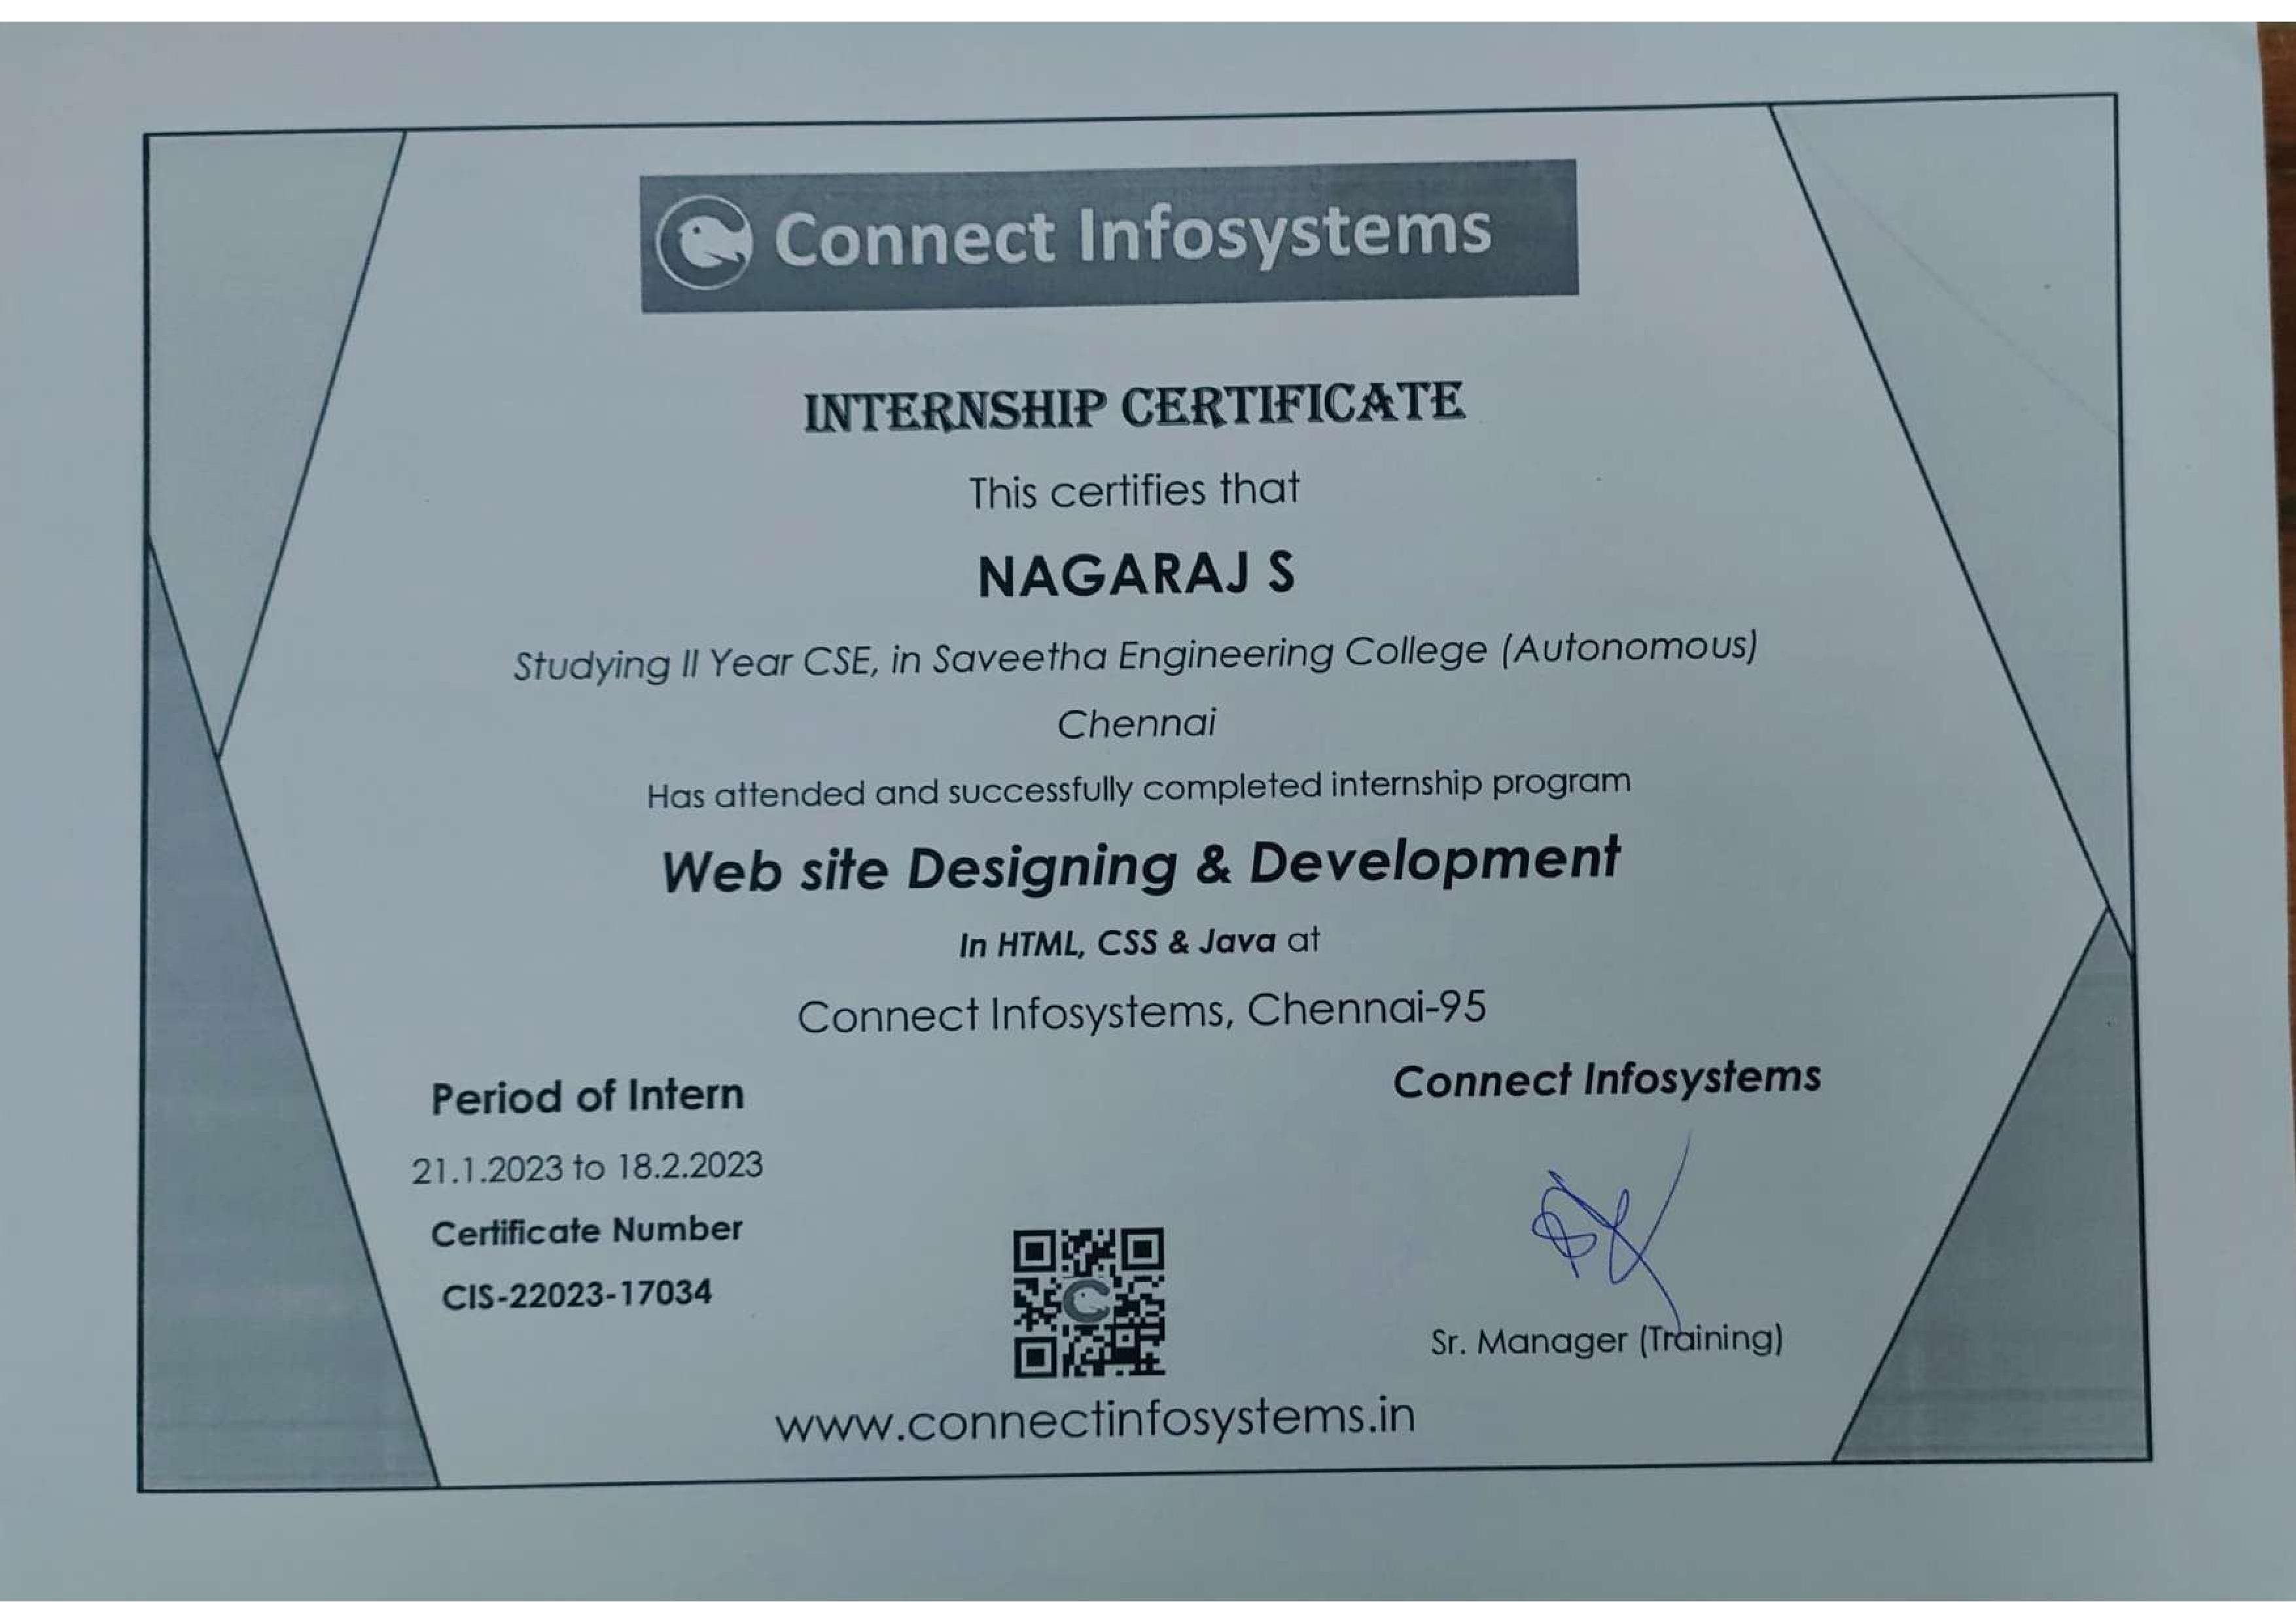 Connect Infosystems
INTERNSHIP CERTIFICATE
This certifies that
NAGARAJ S
Studying II Year CSE, in Saveetha Engineering College (Autonomous)
Chennai
Has attended and successfully completed internship program
Web site Designing & Development
In HTML, CSS & Java at
Connect Infosystems, Chennai-95
Period of Intern
21.1.2023 to 18.2.2023
Certificate Number
CIS-22023-17034
Connect Infosystems
Sr. Manager (Training)
www.connectinfosystems.in